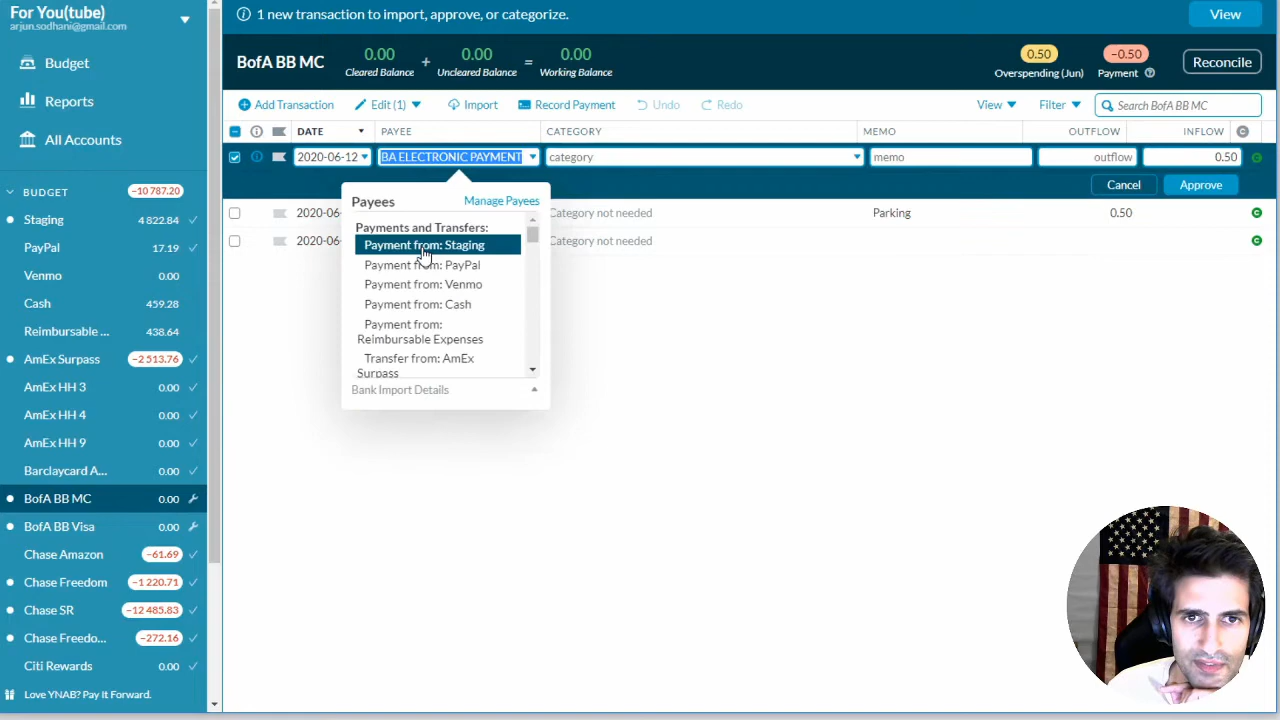 For You(tube)
arjun.sodhani@gmail.com
Budget
Reports
All Accounts
BUDGET −10 787.20
Staging 4 822.84
PayPal 17.19
Venmo 0.00
Cash 459.28
Reimbursable ... 438.64
AmEx Surpass −2 513.76
AmEx HH 3 0.00
AmEx HH 4 0.00
AmEx HH 9 0.00
Barclaycard A... 0.00
BofA BB MC 0.00
BofA BB Visa 0.00
Chase Amazon −61.69
Chase Freedom −1 220.71
Chase SR −12 485.83
Chase Freedo... −272.16
Citi Rewards 0.00
Love YNAB? Pay It Forward.
1 new transaction to import, approve, or categorize. View
BofA BB MC
0.00 + 0.00 = 0.00
Cleared Balance Uncleared Balance Working Balance
0.50 −0.50
Overspending (Jun) Payment
Reconcile
Add Transaction Edit (1) Import Record Payment Undo Redo View Filter Search BofA BB MC
DATE PAYEE CATEGORY MEMO OUTFLOW INFLOW
2020-06-12 BA ELECTRONIC PAYMENT category memo outflow 0.50
Cancel Approve
2020-06- Category not needed Parking 0.50
2020-06- Category not needed
Payees Manage Payees
Payments and Transfers:
Payment from: Staging
Payment from: PayPal
Payment from: Venmo
Payment from: Cash
Payment from:
Reimbursable Expenses
Transfer from: AmEx
Surpass
Bank Import Details